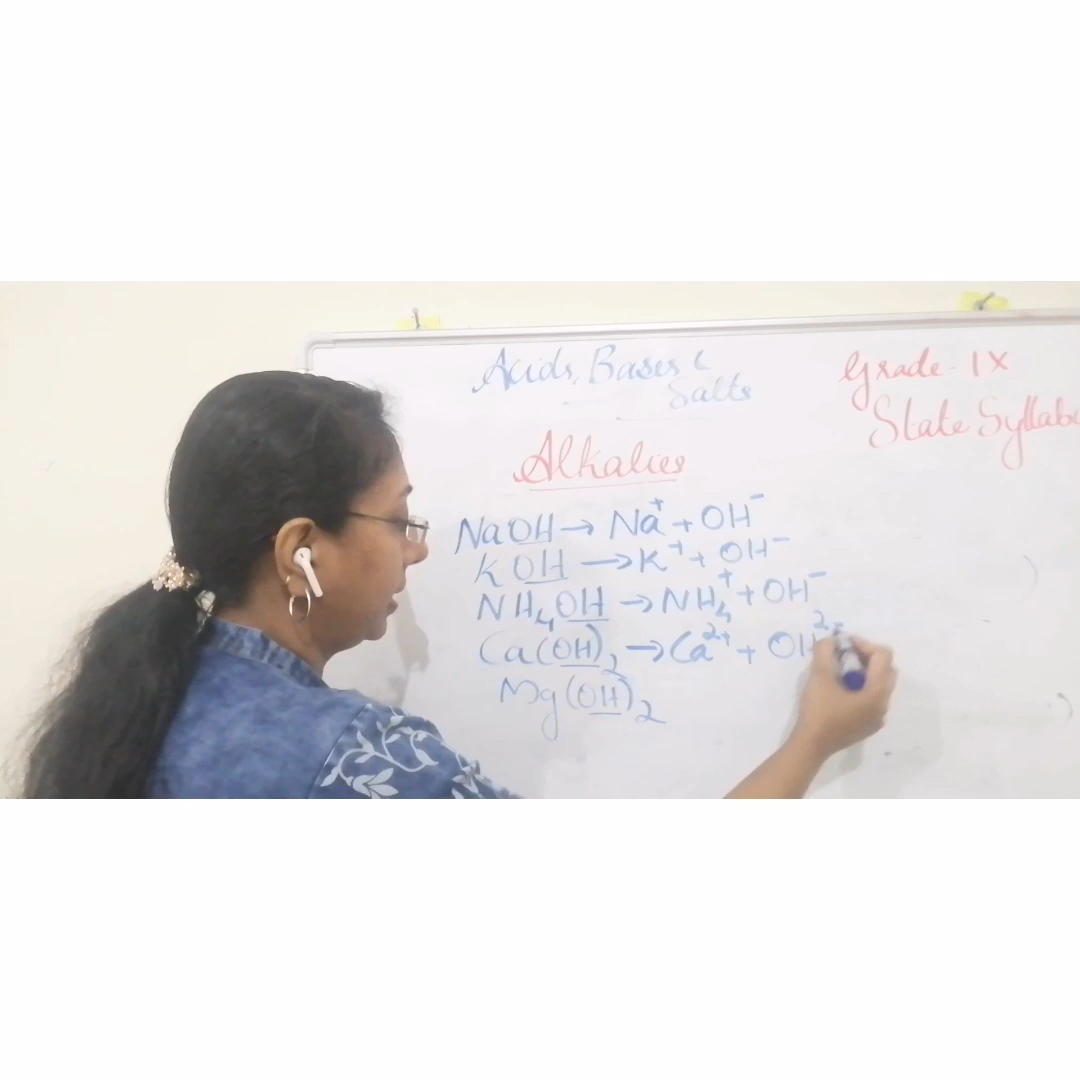 Acids, Bases &
Salts
Grade - IX
State Syllabu
Alkalies
NaOH → Na⁺ + OH⁻
KOH → K⁺ + OH⁻
NH₄OH → NH₄⁺ + OH⁻
Ca(OH)₂ → Ca²⁺ + OH²⁻
Mg(OH)₂